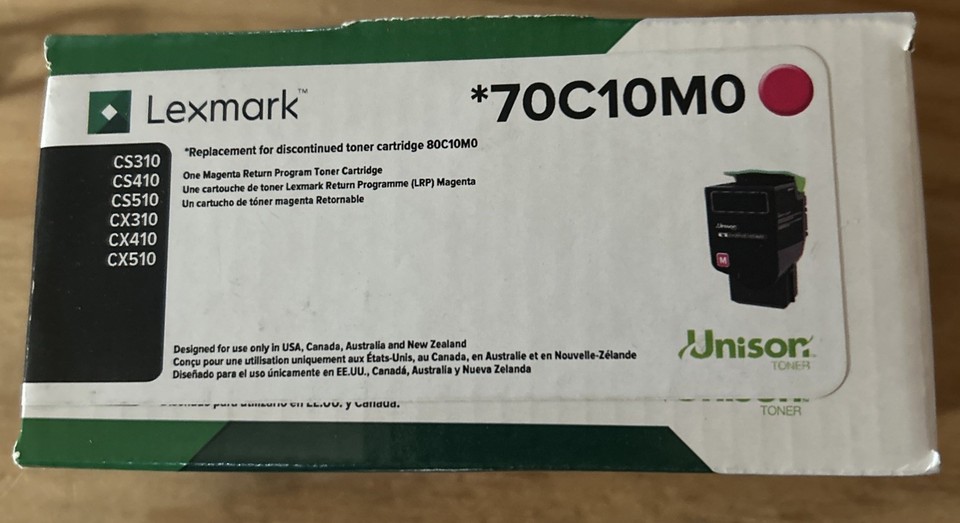 Lexmark™
*70C10M0
*Replacement for discontinued toner cartridge 80C10M0
One Magenta Return Program Toner Cartridge
Une cartouche de toner Lexmark Return Programme (LRP) Magenta
Un cartucho de tóner magenta Retornable
CS310
CS410
CS510
CX310
CX410
CX510
M
Unison™
TONER
Designed for use only in USA, Canada, Australia and New Zealand
Conçu pour une utilisation uniquement aux États-Unis, au Canada, en Australie et en Nouvelle-Zélande
Diseñado para el uso únicamente en EE.UU., Canadá, Australia y Nueva Zelanda
y Canadá.
TONER